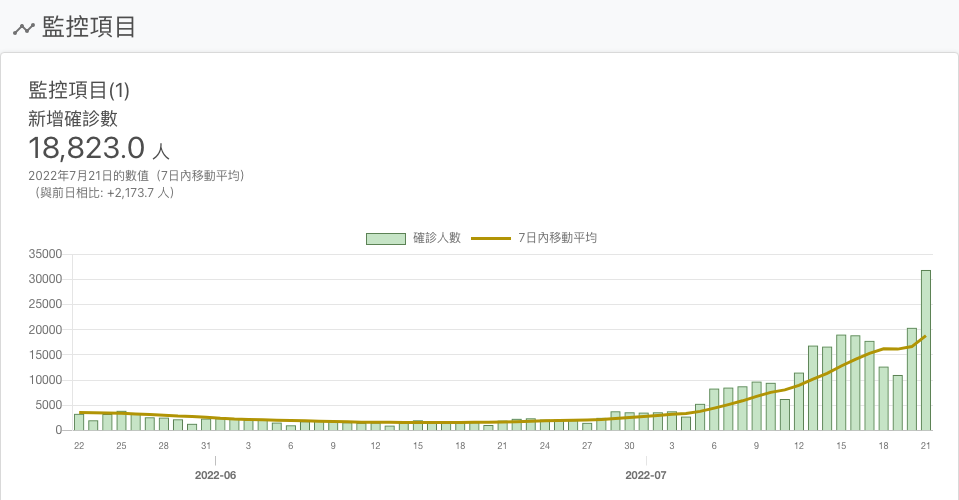 監控項目
監控項目(1)
新增確診數
18,823.0 人
2022年7月21日的數值（7日內移動平均）
（與前日相比: +2,173.7 人）
確診人數 7日內移動平均
35000
30000
25000
20000
15000
10000
5000
0
22 25 28 31 3 6 9 12 15 18 21 24 27 30 3 6 9 12 15 18 21
2022-06 2022-07